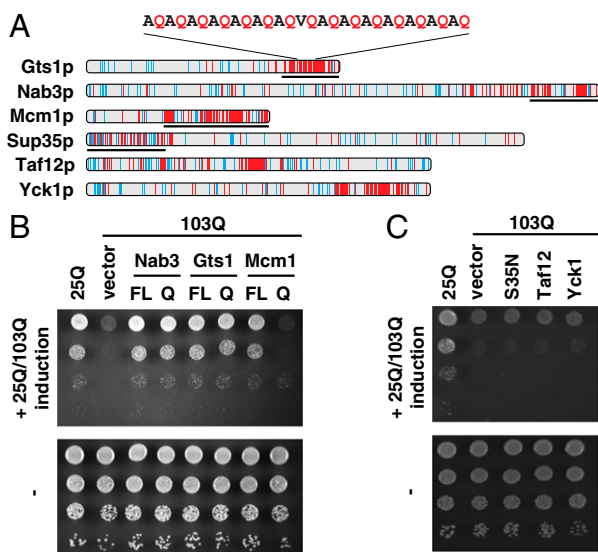 A
AQAQAQAQAQAQVQAQAQAQAQAQAQ
Gts1p
Nab3p
Mcm1p
Sup35p
Taf12p
Yck1p
B
103Q
25Q
vector
Nab3
Gts1
Mcm1
FL Q FL Q FL Q
+ 25Q/103Q
induction
-
C
103Q
25Q
vector
S35N
Taf12
Yck1
+ 25Q/103Q
induction
-